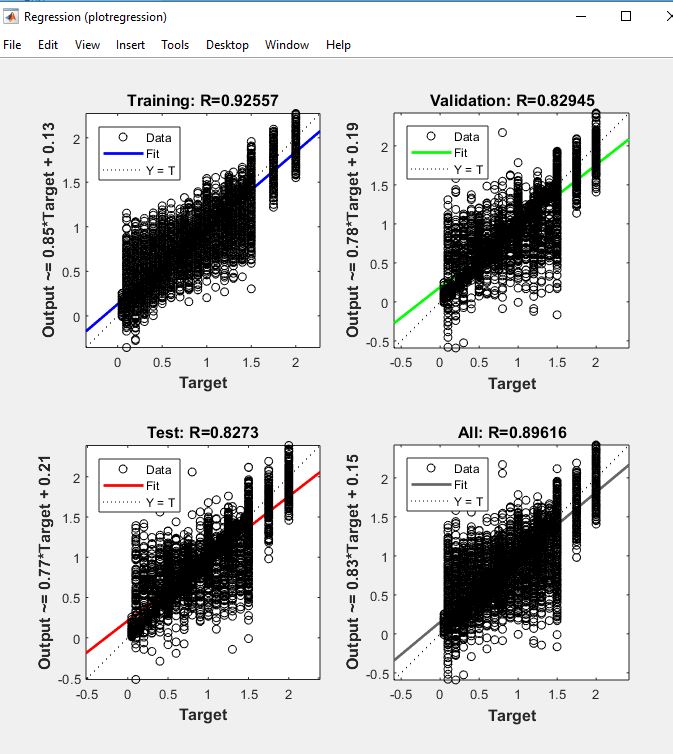 Regression (plotregression)
File Edit View Insert Tools Desktop Window Help
Training: R=0.92557
Output ~= 0.85*Target + 0.13
Data
Fit
Y = T
2
1.5
1
0.5
0
0 0.5 1 1.5 2
Target
Validation: R=0.82945
Output ~= 0.78*Target + 0.19
Data
Fit
Y = T
2
1.5
1
0.5
0
-0.5
-0.5 0 0.5 1 1.5 2
Target
Test: R=0.8273
Output ~= 0.77*Target + 0.21
Data
Fit
Y = T
2
1.5
1
0.5
0
-0.5
-0.5 0 0.5 1 1.5 2
Target
All: R=0.89616
Output ~= 0.83*Target + 0.15
Data
Fit
Y = T
2
1.5
1
0.5
0
-0.5
-0.5 0 0.5 1 1.5 2
Target